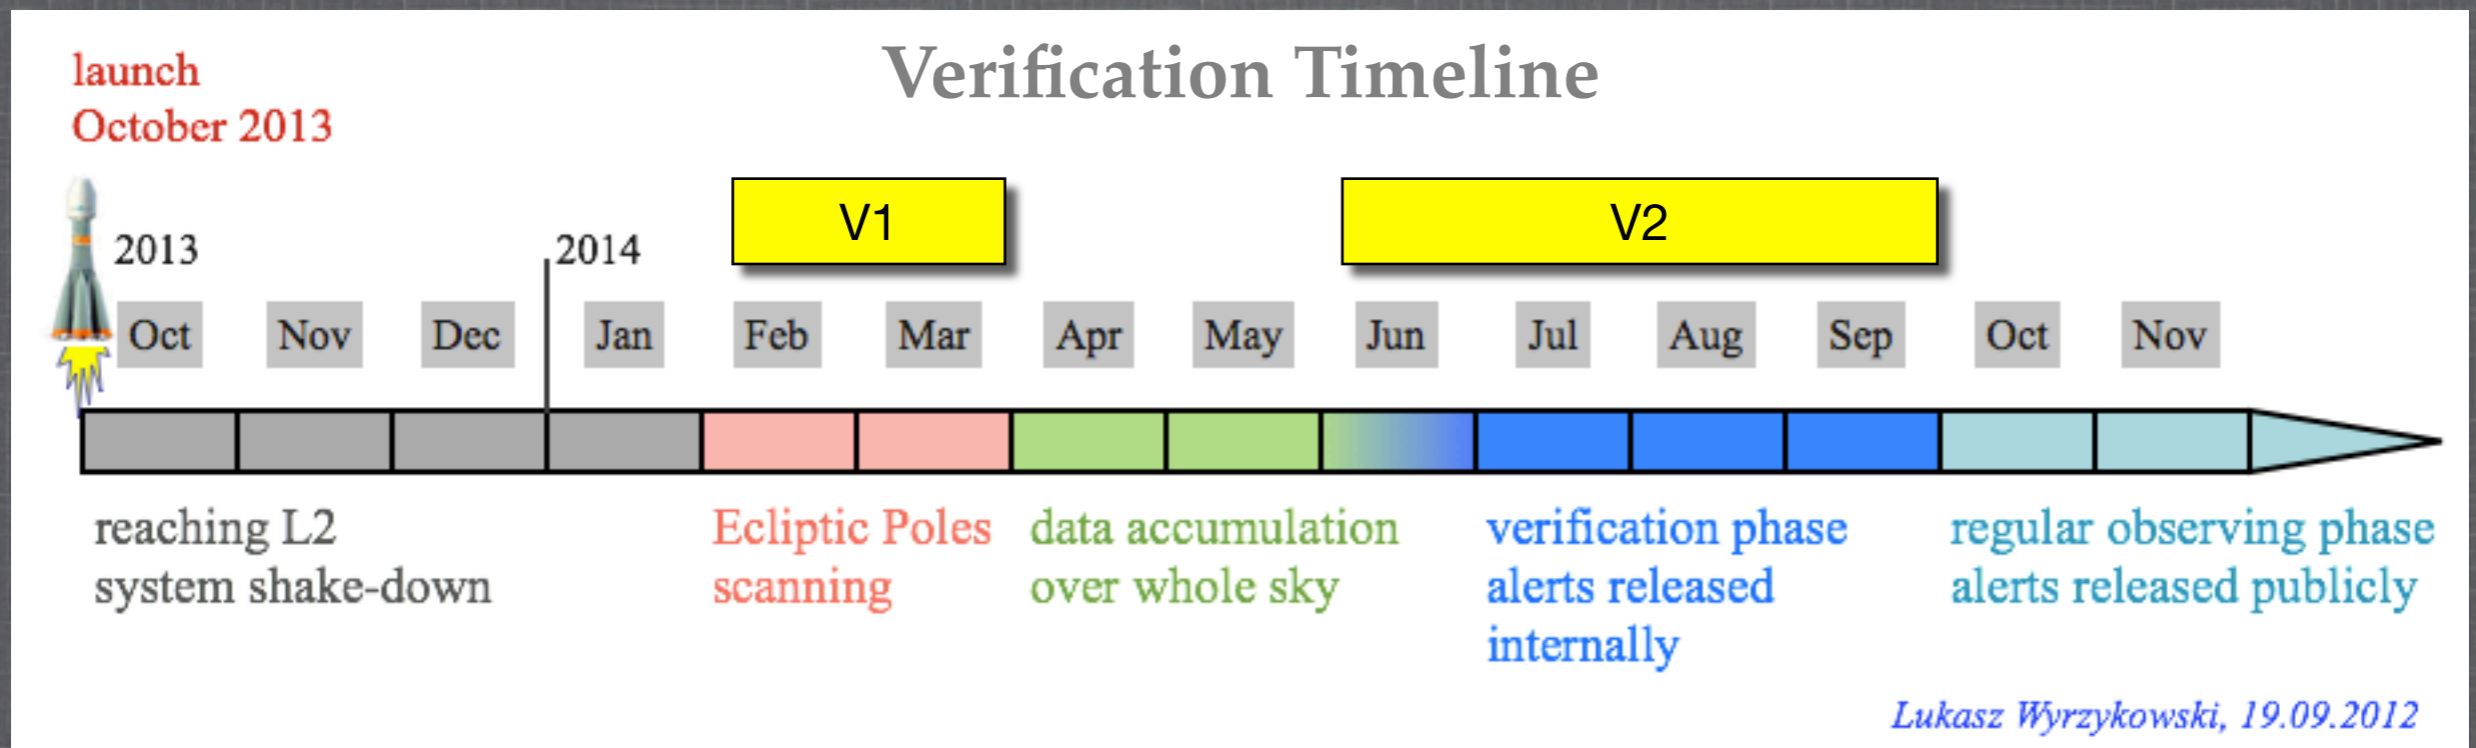 Verification Timeline
launch
October 2013
V1
V2
2013
2014
Oct
Nov
Dec
Jan
Feb
Mar
Apr
May
Jun
Jul
Aug
Sep
Oct
Nov
reaching L2
system shake-down
Ecliptic Poles
scanning
data accumulation
over whole sky
verification phase
alerts released
internally
regular observing phase
alerts released publicly
Lukasz Wyrzykowski, 19.09.2012